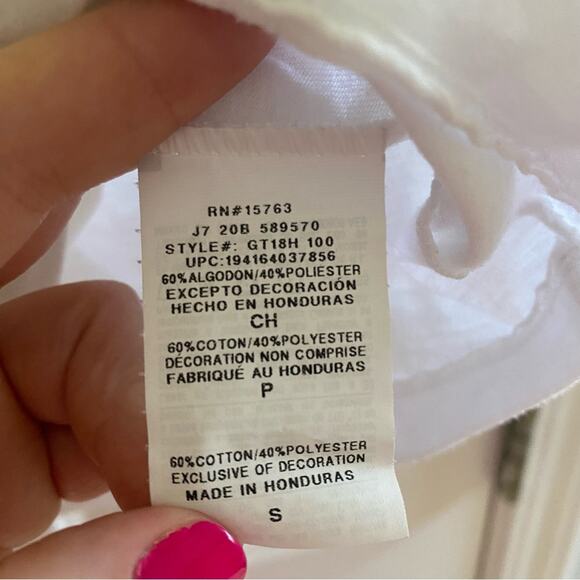 RN#15763
J7 20B 589570
STYLE#: GT18H 100
UPC:194164037856
60%ALGODON/40%POLIESTER
EXCEPTO DECORACIÓN
HECHO EN HONDURAS
CH
60%COTON/40%POLYESTER
DÉCORATION NON COMPRISE
FABRIQUÉ AU HONDURAS
P
60%COTTON/40%POLYESTER
EXCLUSIVE OF DECORATION
MADE IN HONDURAS
S